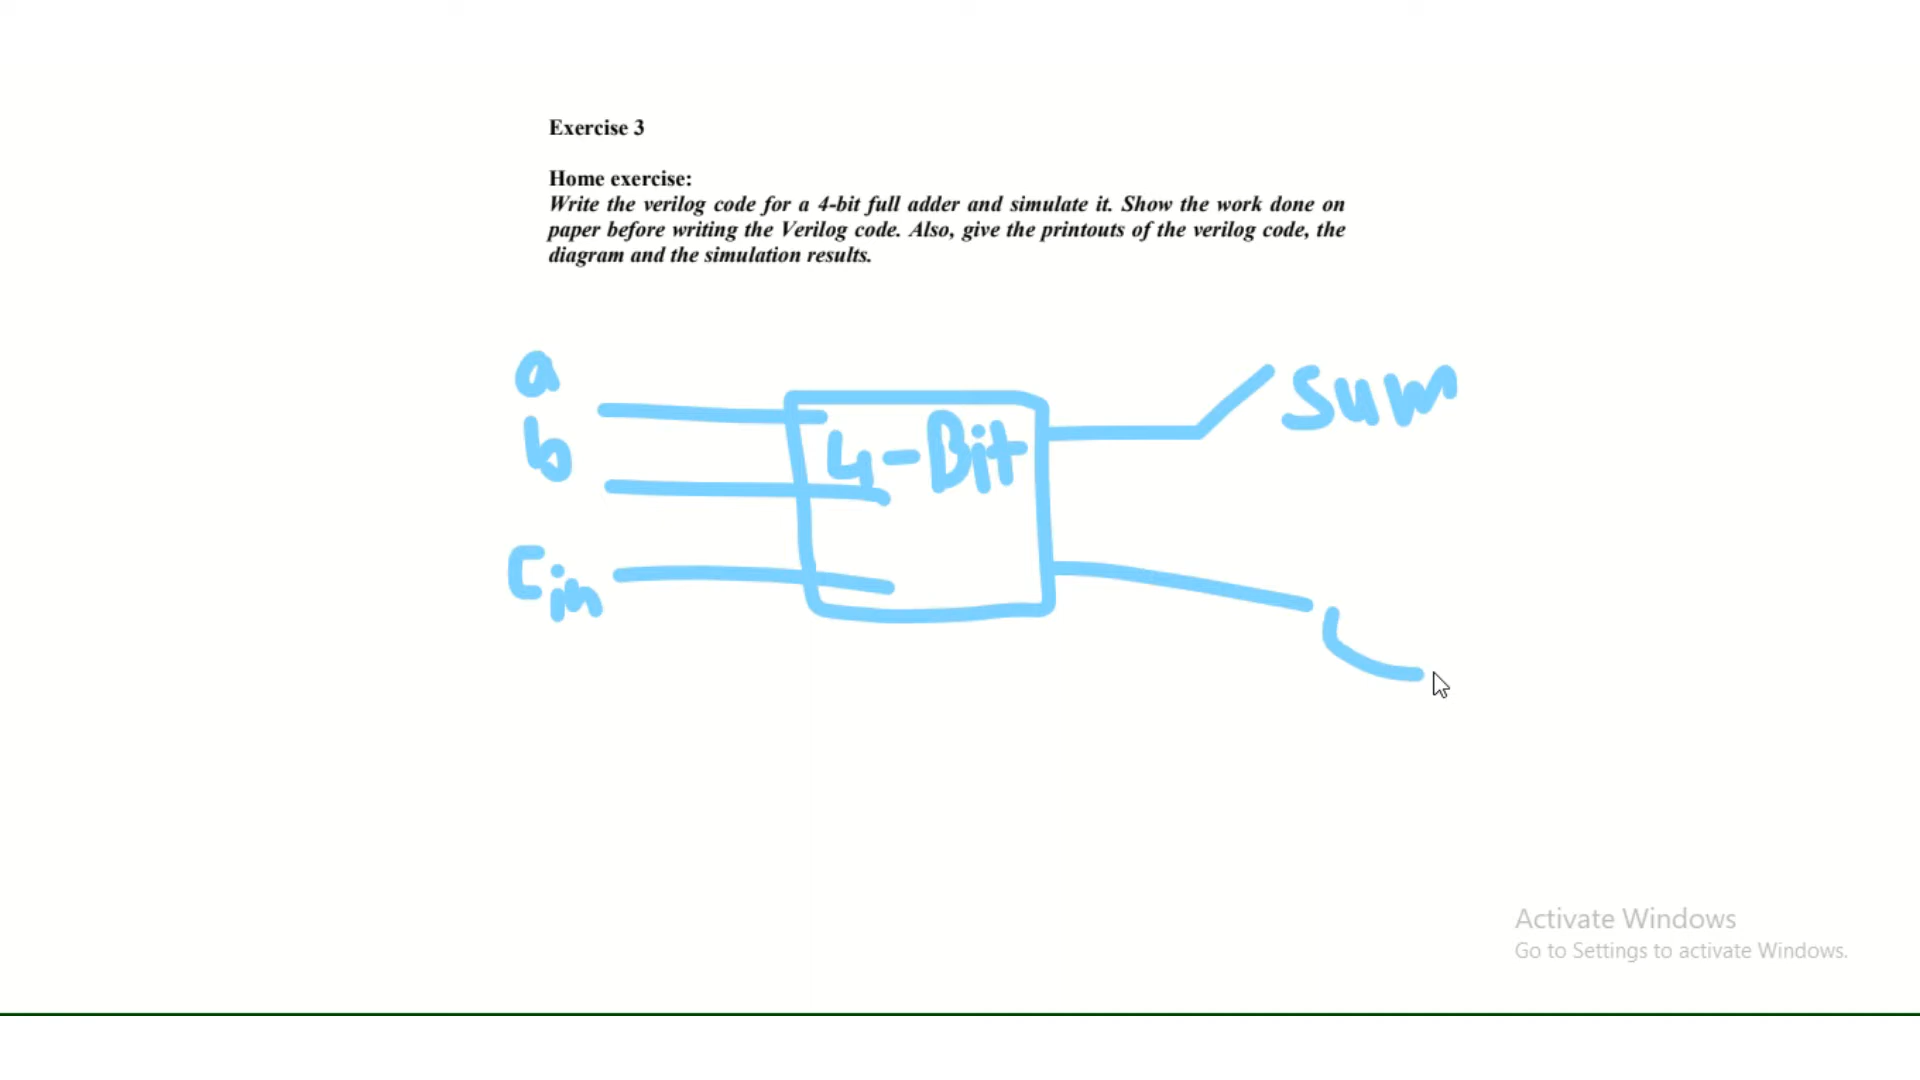 Exercise 3
Home exercise:
Write the verilog code for a 4-bit full adder and simulate it. Show the work done on
paper before writing the Verilog code. Also, give the printouts of the verilog code, the
diagram and the simulation results.
a
sum
b
4-Bit
Cin
Activate Windows
Go to Settings to activate Windows.